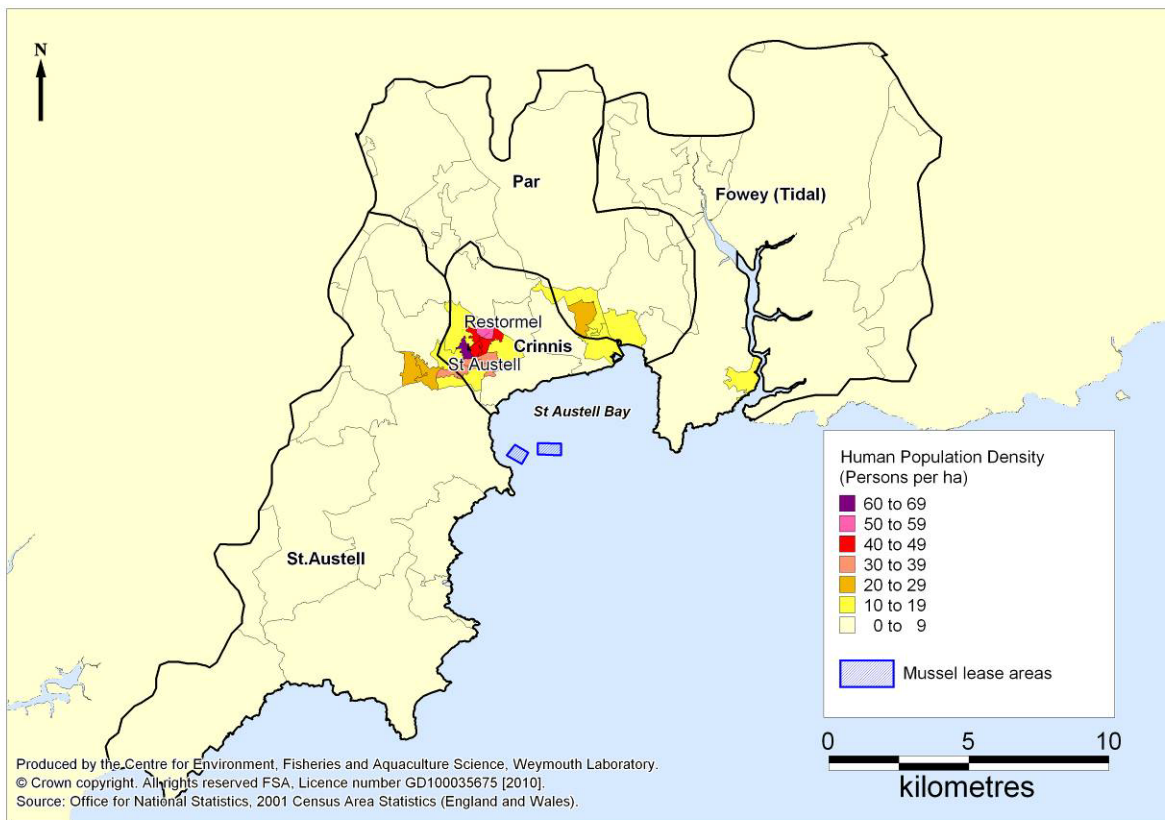 N
Par
Fowey (Tidal)
Restormel
Crinnis
St Austell
St Austell Bay
St.Austell
Human Population Density
(Persons per ha)
60 to 69
50 to 59
40 to 49
30 to 39
20 to 29
10 to 19
0 to 9
Mussel lease areas
0 5 10
kilometres
Produced by the Centre for Environment, Fisheries and Aquaculture Science, Weymouth Laboratory.
© Crown copyright. All rights reserved FSA, Licence number GD100035675 [2010].
Source: Office for National Statistics, 2001 Census Area Statistics (England and Wales).